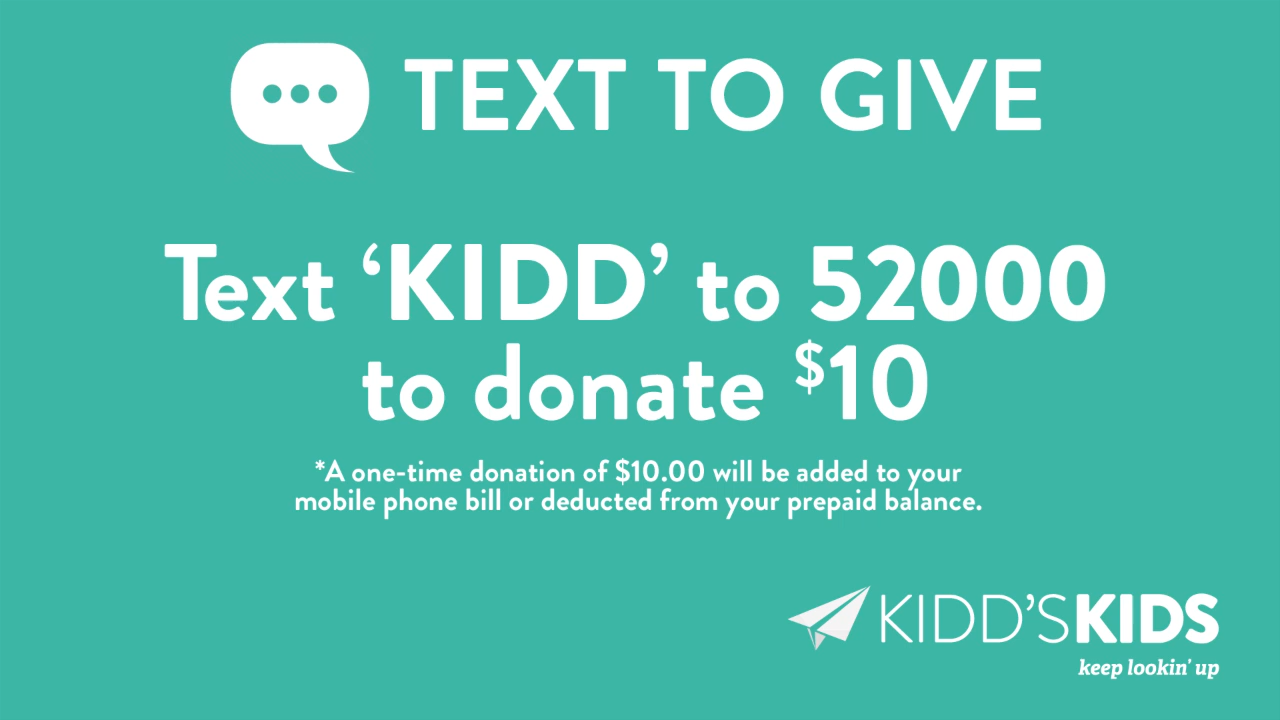 TEXT TO GIVE
Text ‘KIDD’ to 52000
to donate $10
*A one-time donation of $10.00 will be added to your
mobile phone bill or deducted from your prepaid balance.
KIDD’SKIDS
keep lookin' up